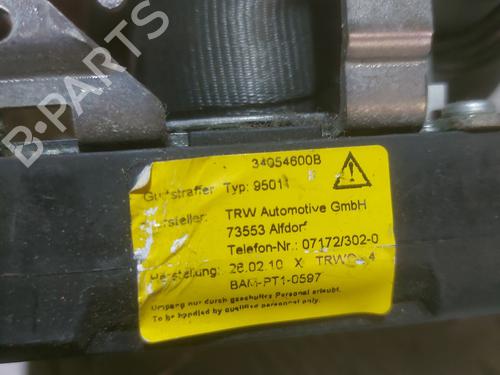 B-PARTS
34054600B
Gurtstraffer Typ: 95011
Hersteller: TRW Automotive GmbH
73553 Alfdorf
Telefon-Nr.: 07172/302-0
Herstellung: 26.02.10 X
BAM-PT1-0597
Umgang nur durch geschultes Personal erlaubt.
To be handled by qualified personnel only.